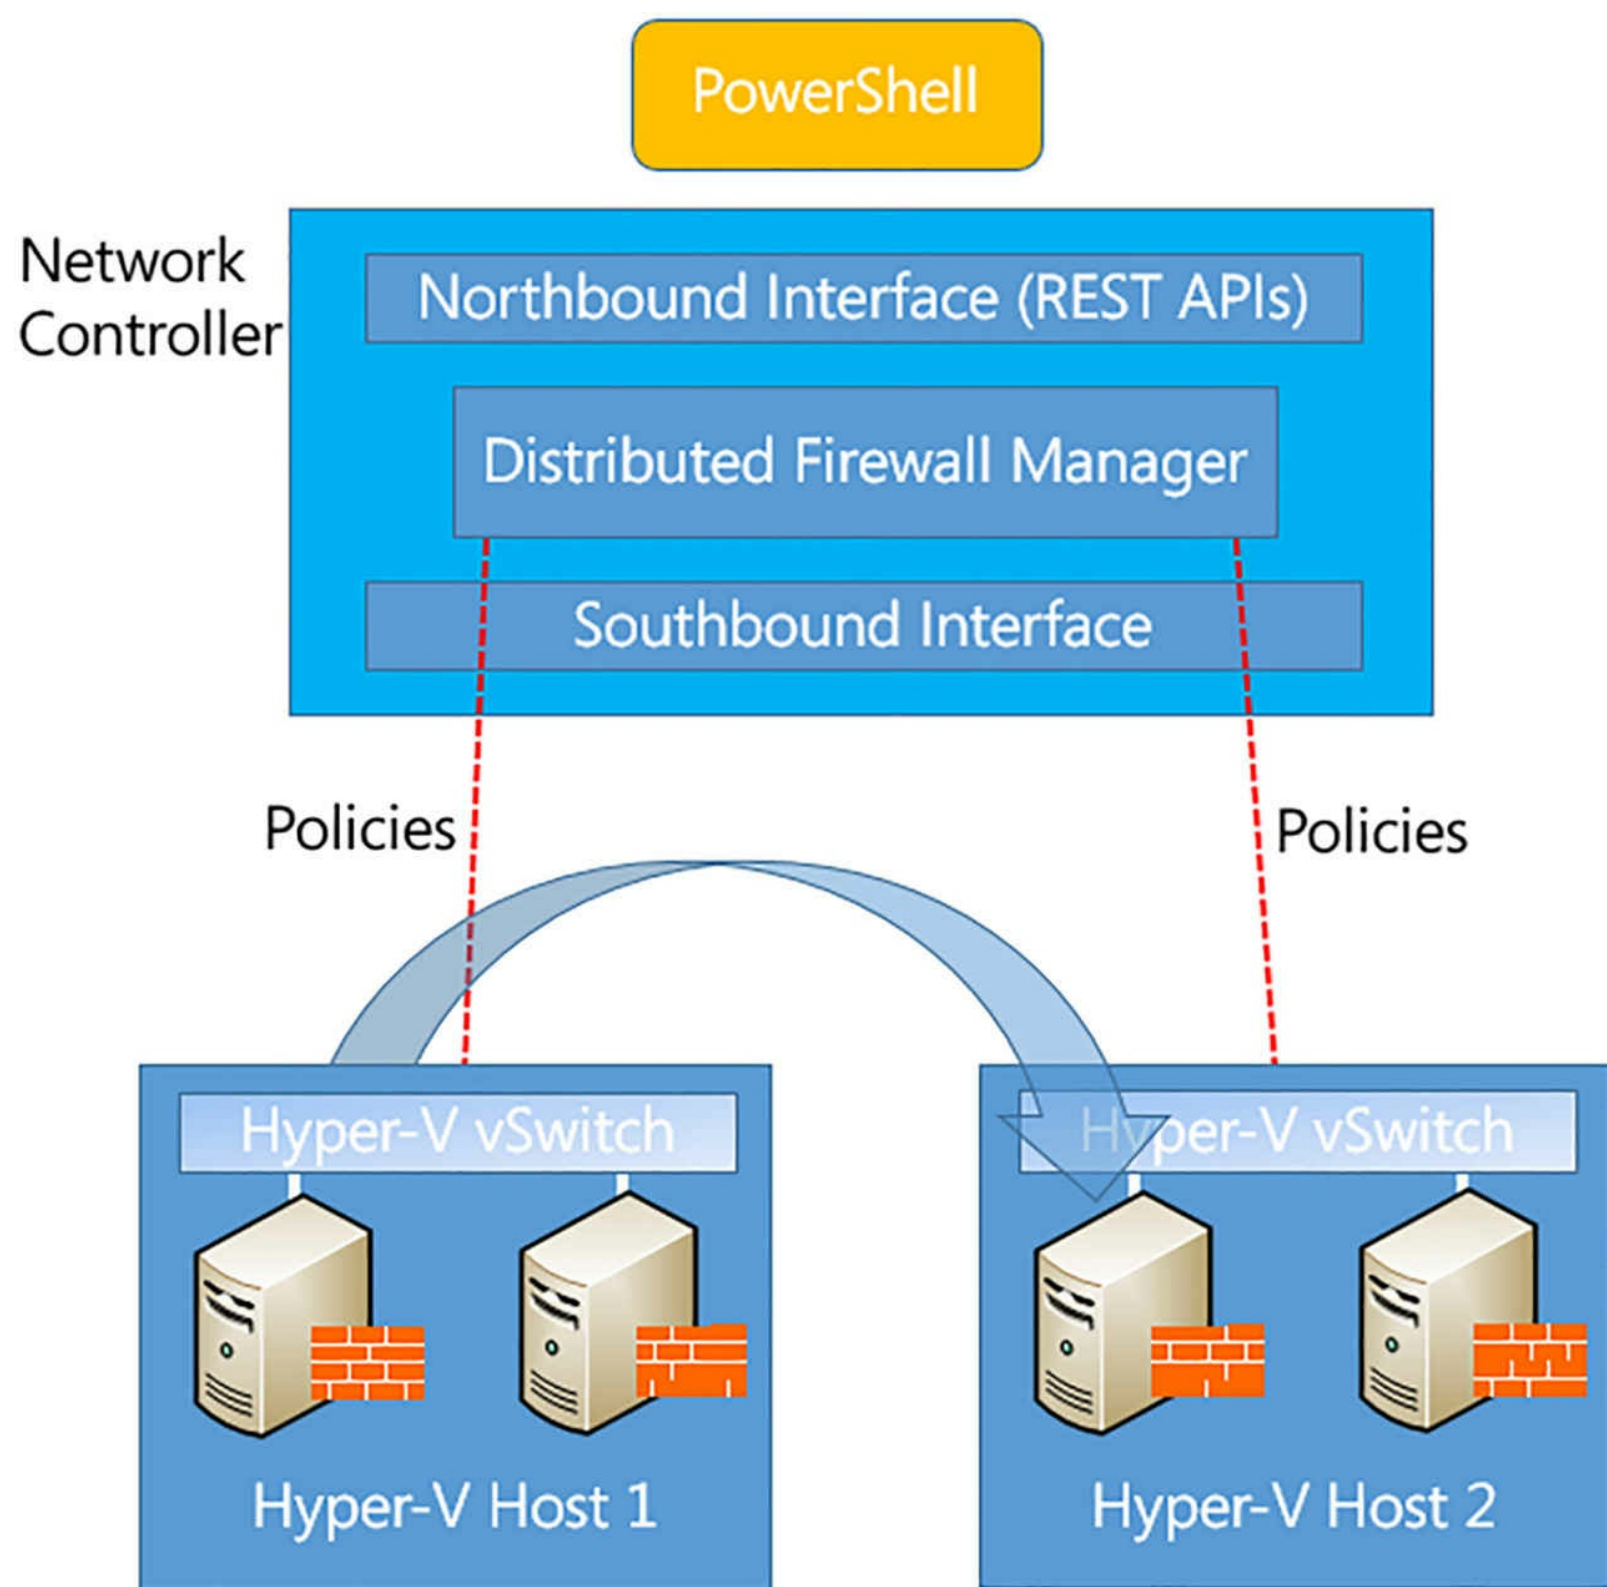 PowerShell
Network
Controller
Northbound Interface (REST APIs)
Distributed Firewall Manager
Southbound Interface
Policies
Policies
Hyper-V vSwitch
Hyper-V vSwitch
Hyper-V Host 1
Hyper-V Host 2